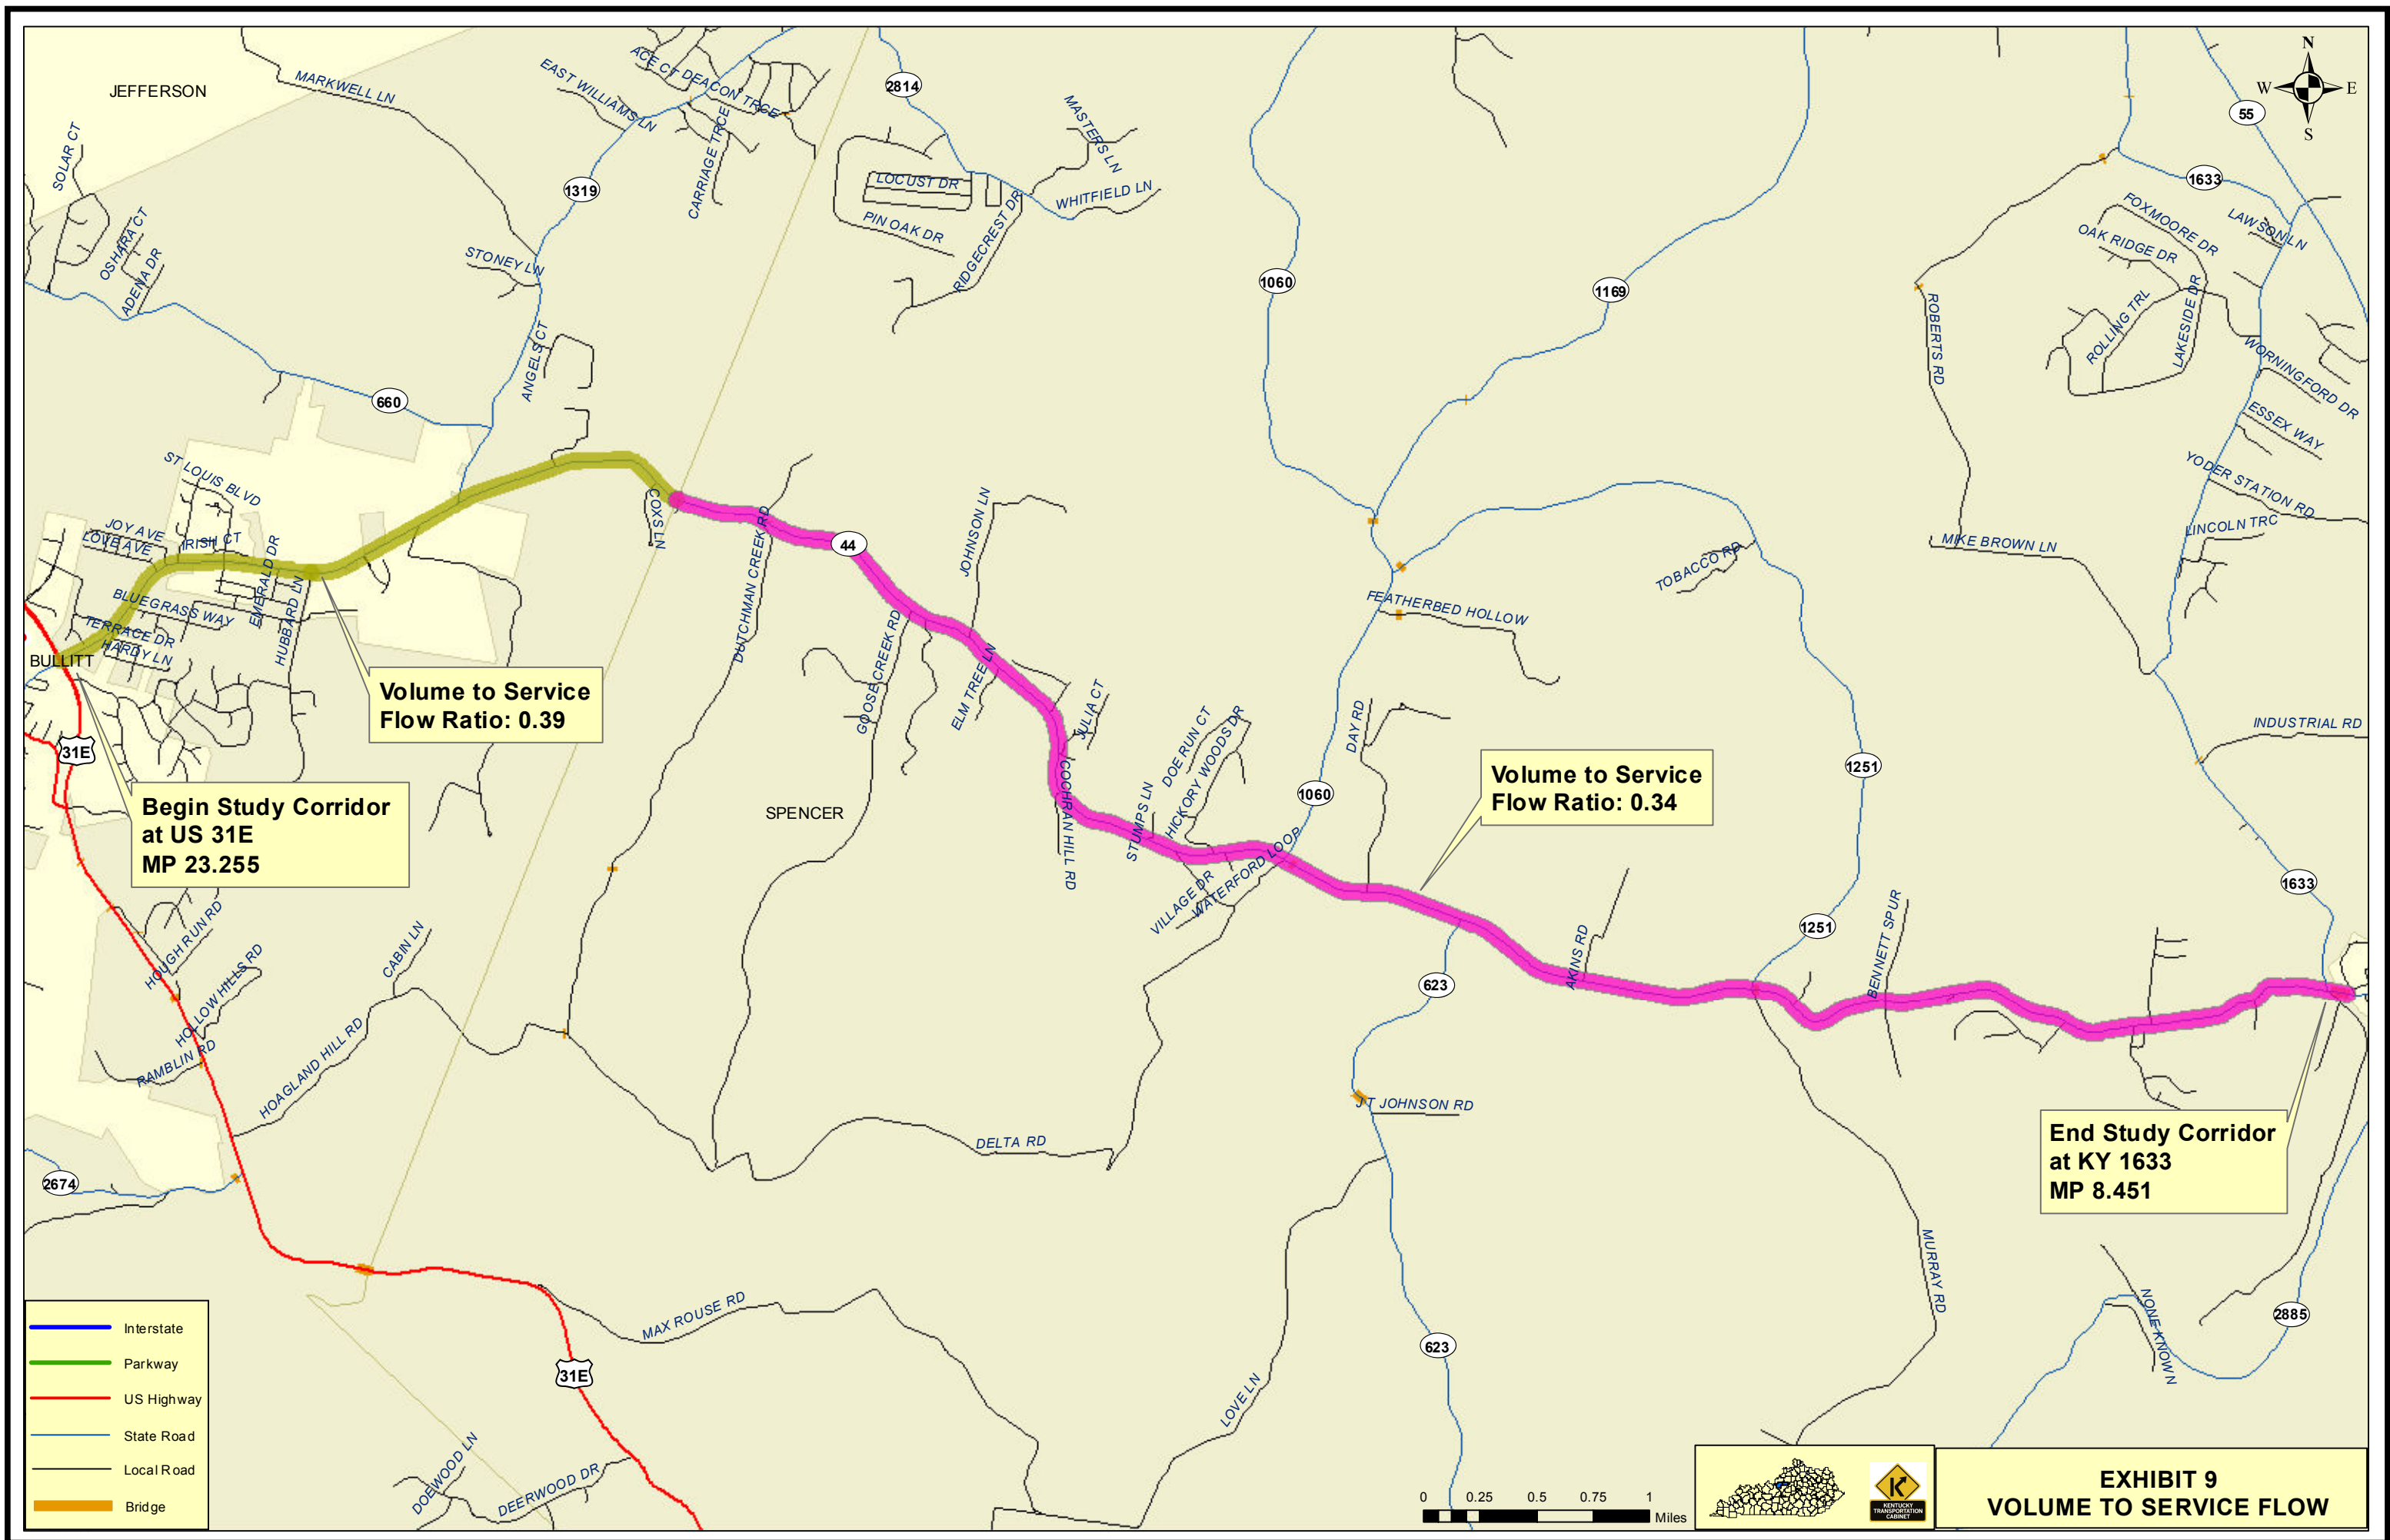 JEFFERSON
MARKWELL LN
EAST WILLIAMS LN
ACE CT
DEACON TRCE
CARRIAGE TRCE
2814
MASTERS LN
WHITFIELD LN
LOCUST DR
PIN OAK DR
RIDGECREST DR
N
W
E
S
55
1633
FOXMOORE DR
LAWSON LN
OAK RIDGE DR
ROLLING TRL
LAKESIDE DR
WORNINGFORD DR
ESSEX WAY
YODER STATION RD
LINCOLN TRC
SOLAR CT
OSHARA CT
ADENA DR
1319
STONEY LN
ANGELS CT
660
1060
1169
ROBERTS RD
MIKE BROWN LN
TOBACCO RD
ST LOUIS BLVD
JOY AVE
LOVE AVE
IRISH CT
EMERALD DR
HUBBARD LN
BLUEGRASS WAY
TERRACE DR
HARDY LN
BULLITT
COXS LN
DUTCHMAN CREEK RD
44
JOHNSON LN
GOOSE CREEK RD
ELM TREE LN
JULIA CT
COCHRAN HILL RD
FEATHERBED HOLLOW
Volume to Service
Flow Ratio: 0.39
31E
Begin Study Corridor
at US 31E
MP 23.255
SPENCER
STUMPS LN
DOE RUN CT
HICKORY WOODS DR
VILLAGE DR
WATERFORD LOOP
1060
DAY RD
Volume to Service
Flow Ratio: 0.34
1251
INDUSTRIAL RD
1633
1251
BENNETT SPUR
AKINS RD
623
HOUGH RUN RD
HOLLOW HILLS RD
RAMBLIN RD
CABIN LN
HOAGLAND HILL RD
2674
DELTA RD
J T JOHNSON RD
End Study Corridor
at KY 1633
MP 8.451
MURRAY RD
NONE KNOWN
2885
MAX ROUSE RD
31E
623
LOVE LN
DOEWOOD LN
DEERWOOD DR
Interstate
Parkway
US Highway
State Road
Local Road
Bridge
0 0.25 0.5 0.75 1
Miles
KENTUCKY
TRANSPORTATION
CABINET
EXHIBIT 9
VOLUME TO SERVICE FLOW